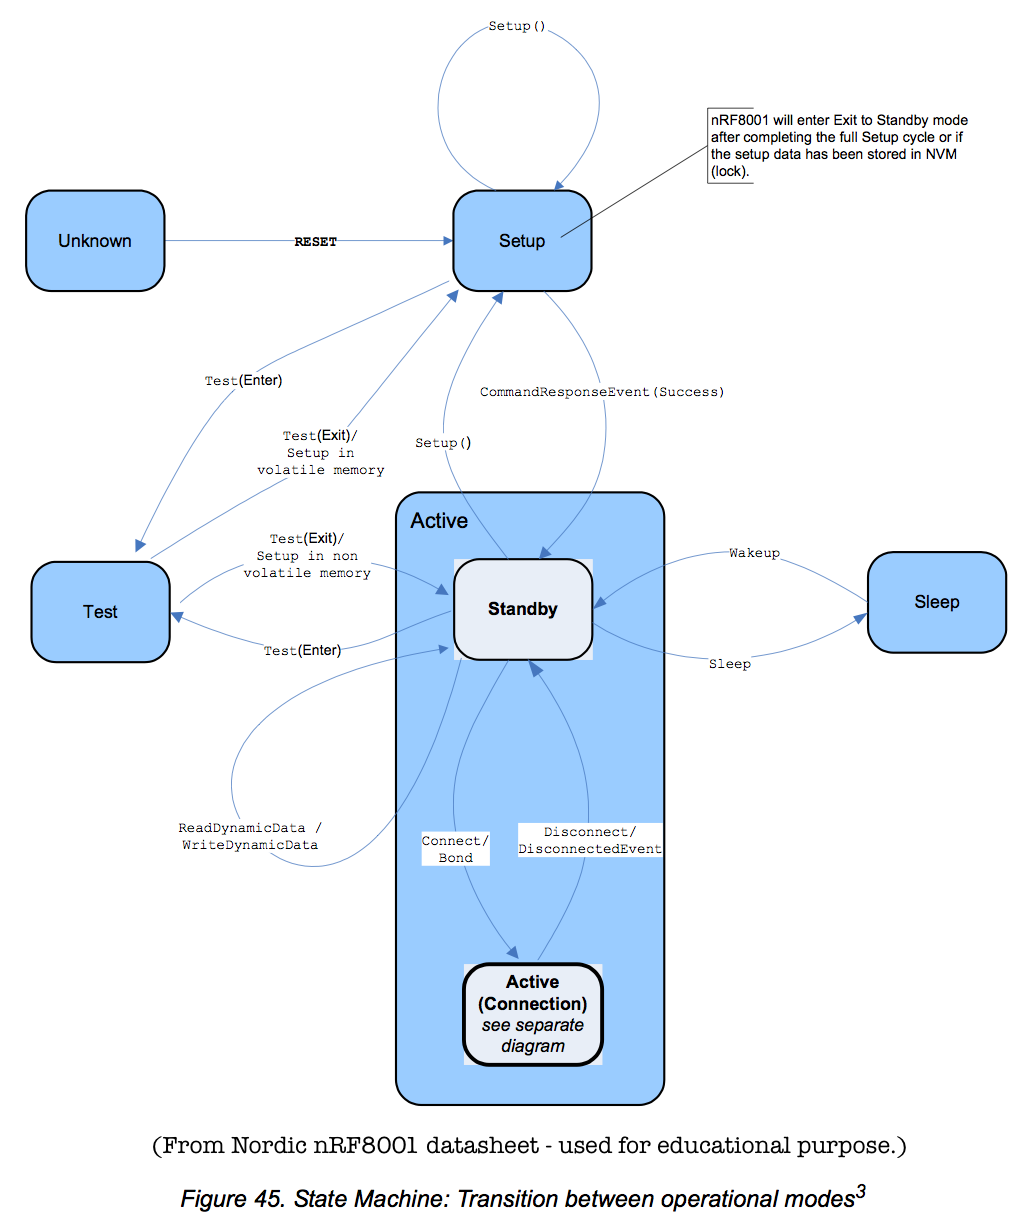 Setup()
nRF8001 will enter Exit to Standby mode
after completing the full Setup cycle or if
the setup data has been stored in NVM
(lock).
Unknown
RESET
Setup
Test(Enter)
CommandResponseEvent(Success)
Test(Exit)/
Setup in
volatile memory
Setup()
Active
Test(Exit)/
Setup in non
volatile memory
Wakeup
Test
Standby
Sleep
Test(Enter)
Sleep
ReadDynamicData /
WriteDynamicData
Connect/
Bond
Disconnect/
DisconnectedEvent
Active
(Connection)
see separate
diagram
(From Nordic nRF8001 datasheet - used for educational purpose.)
Figure 45. State Machine: Transition between operational modes3